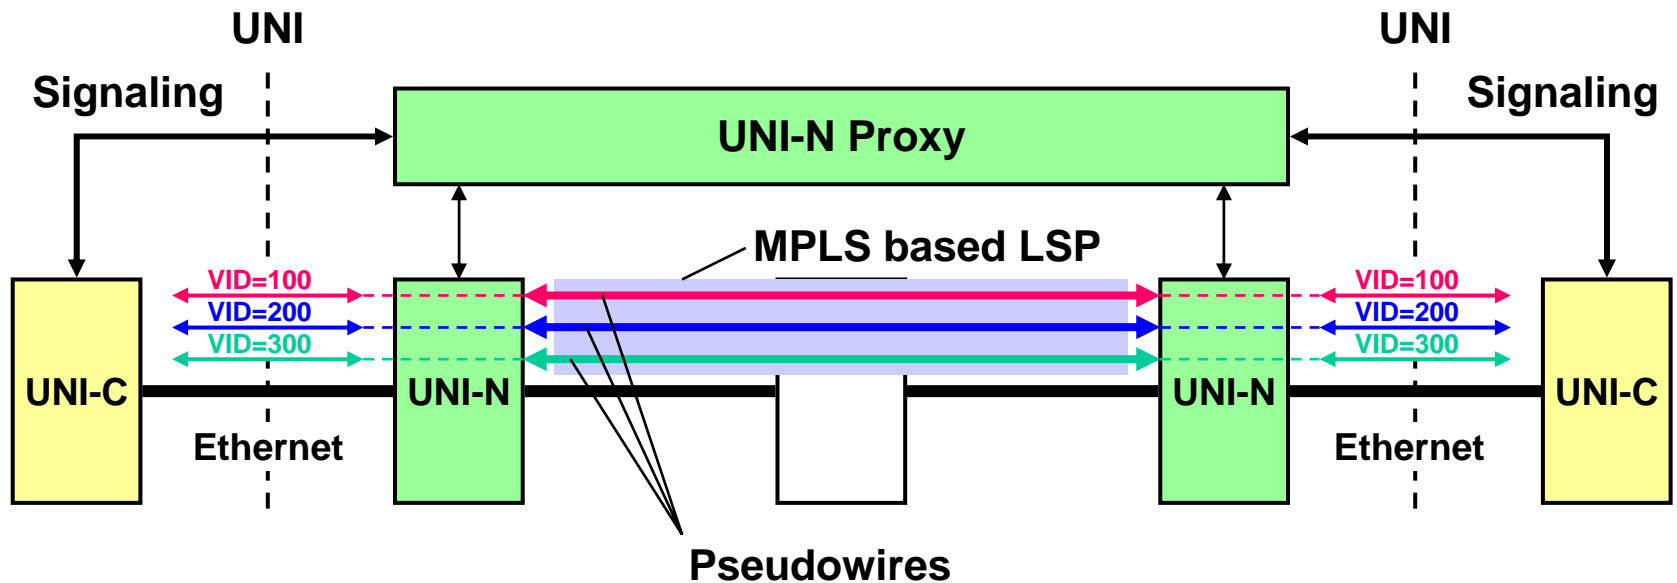 UNI
UNI
Signaling
Signaling
UNI-N Proxy
MPLS based LSP
VID=100
VID=100
VID=200
VID=200
VID=300
VID=300
UNI-C
UNI-N
UNI-N
UNI-C
Ethernet
Ethernet
Pseudowires